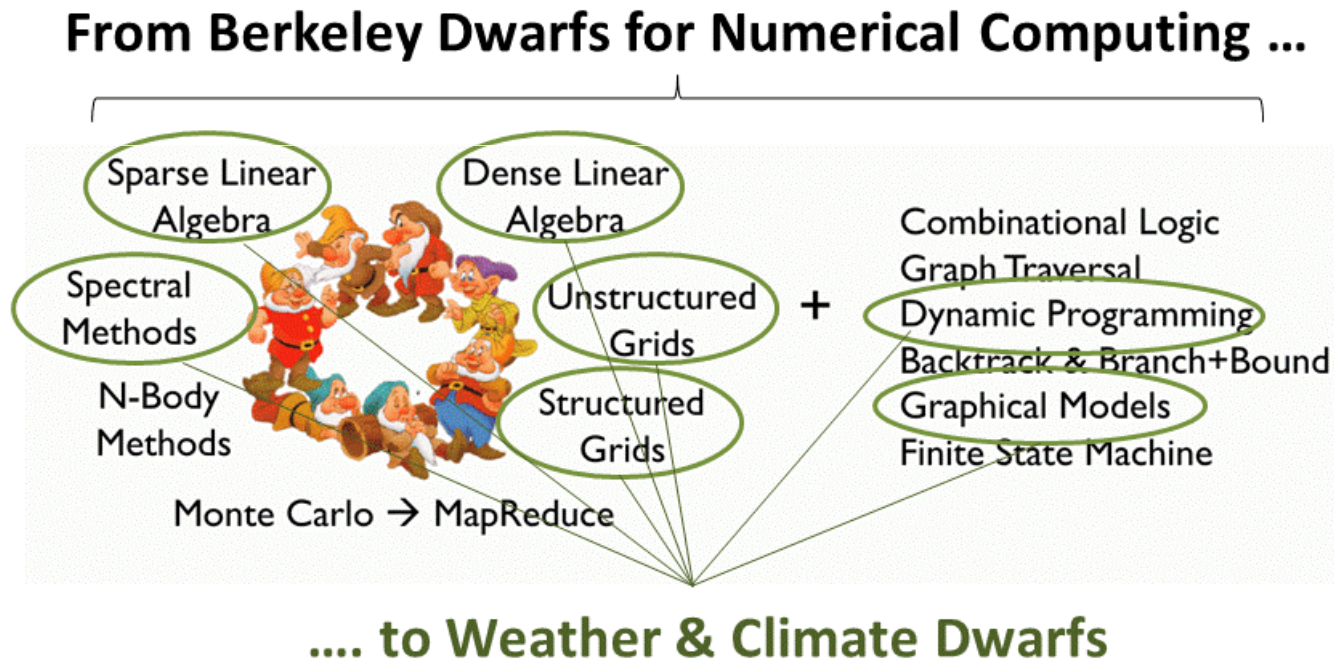 From Berkeley Dwarfs for Numerical Computing ...
Sparse Linear
Algebra
Dense Linear
Algebra
Spectral
Methods
Unstructured
Grids
N-Body
Methods
Structured
Grids
Monte Carlo → MapReduce
+
Combinational Logic
Graph Traversal
Dynamic Programming
Backtrack & Branch+Bound
Graphical Models
Finite State Machine
.... to Weather & Climate Dwarfs